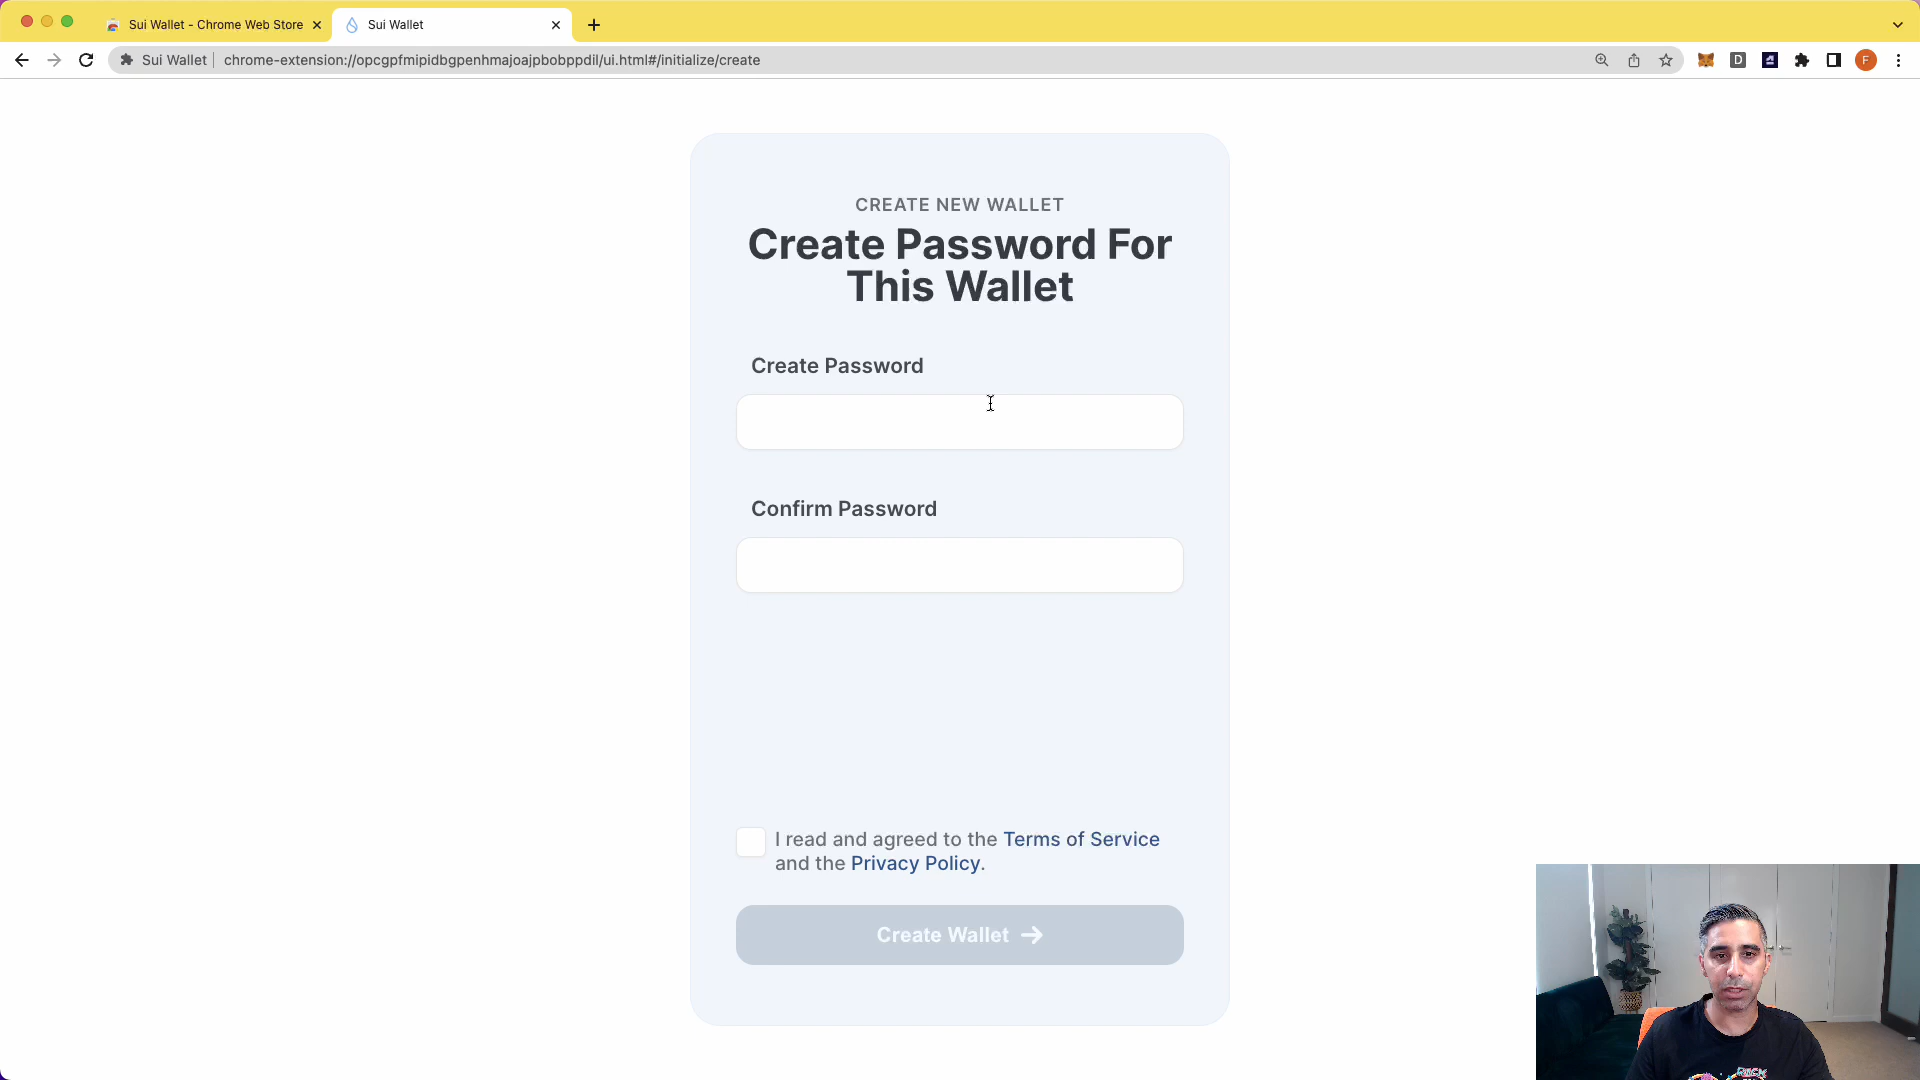 Sui Wallet - Chrome Web Store
Sui Wallet
Sui Wallet
chrome-extension://opcgpfmipidbgpenhmajoajpbobppdil/ui.html#/initialize/create
D
F
CREATE NEW WALLET
Create Password For
This Wallet
Create Password
Confirm Password
I read and agreed to the Terms of Service
and the Privacy Policy.
Create Wallet